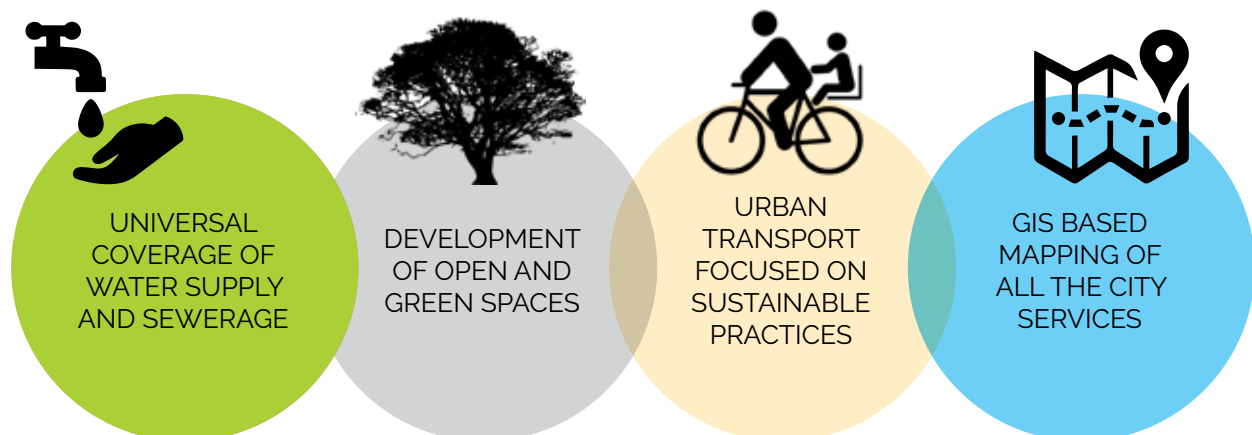 UNIVERSAL
COVERAGE OF
WATER SUPPLY
AND SEWERAGE
DEVELOPMENT
OF OPEN AND
GREEN SPACES
URBAN
TRANSPORT
FOCUSED ON
SUSTAINABLE
PRACTICES
GIS BASED
MAPPING OF
ALL THE CITY
SERVICES